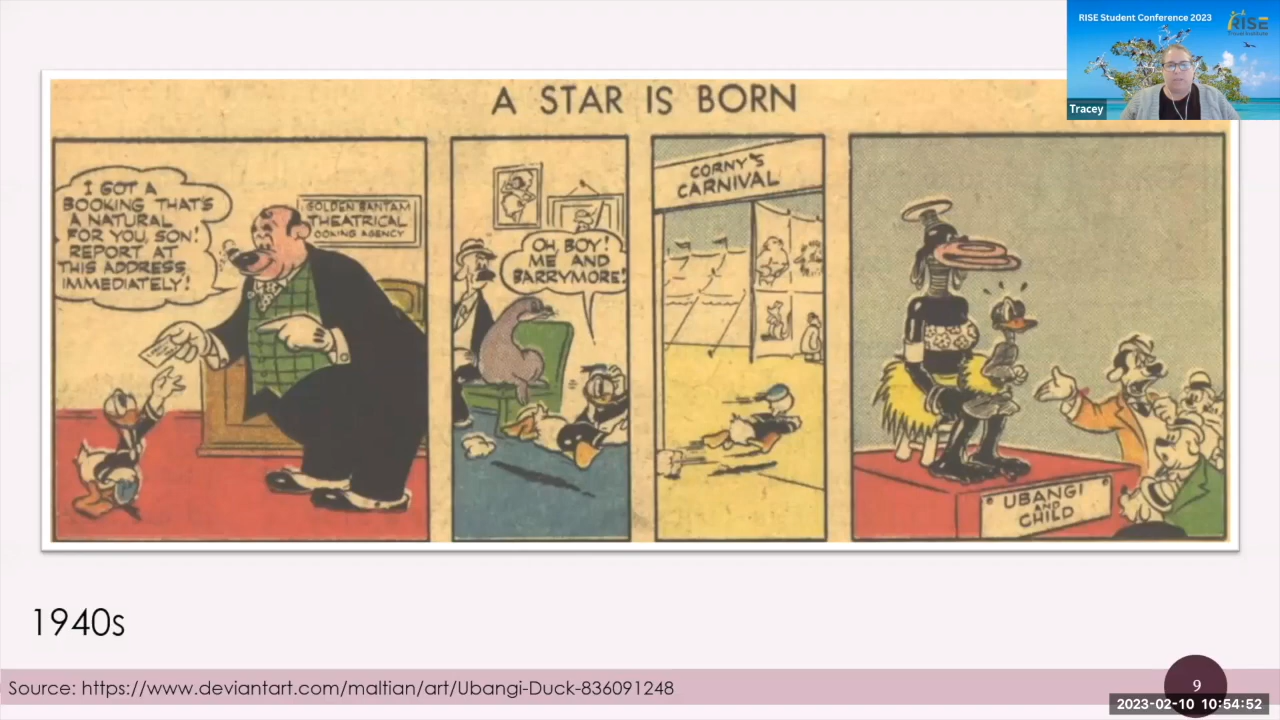 RISE Student Conference 2023
RISE
Travel Institute
Tracey
A STAR IS BORN
I GOT A
BOOKING THAT'S
A NATURAL
FOR YOU, SON!
REPORT AT
THIS ADDRESS
IMMEDIATELY!
GOLDEN BANTAM
THEATRICAL
BOOKING AGENCY
OH, BOY!
ME AND
BARRYMORE!
CORNY'S
CARNIVAL
UBANGI
AND
CHILD
1940s
Source: https://www.deviantart.com/maltian/art/Ubangi-Duck-836091248
9
2023-02-10 10:54:52